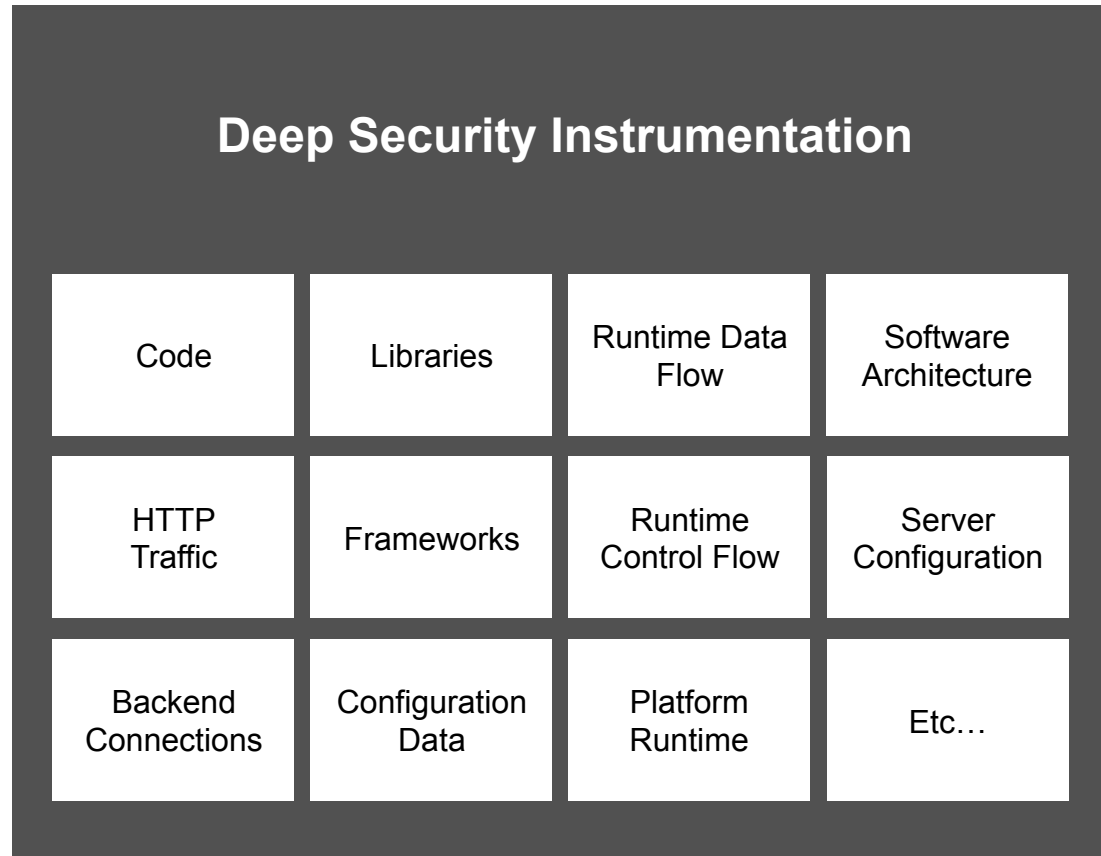 Deep Security Instrumentation
Code
Libraries
Runtime Data
Flow
Software
Architecture
HTTP
Traffic
Frameworks
Runtime
Control Flow
Server
Configuration
Backend
Connections
Configuration
Data
Platform
Runtime
Etc…